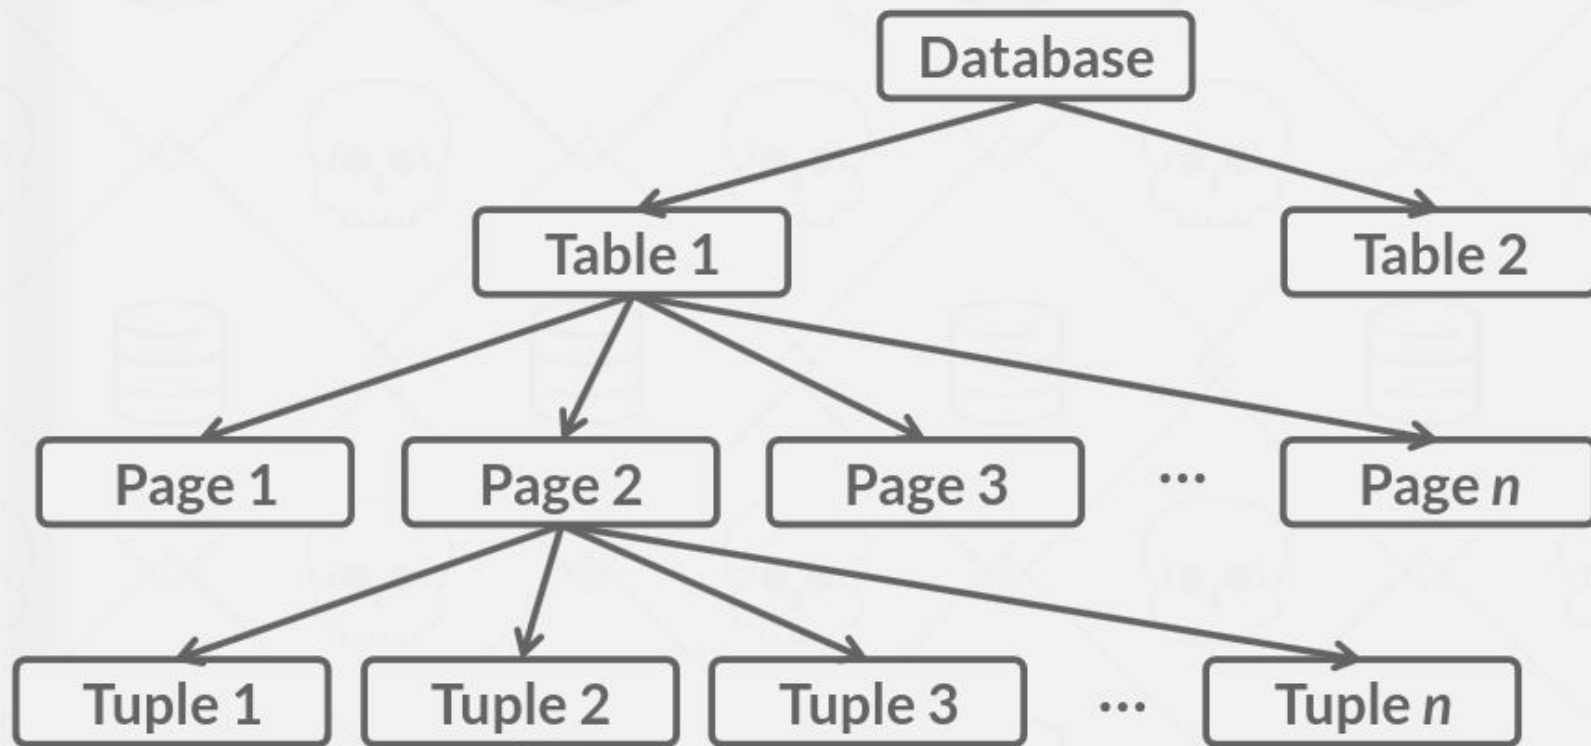 Database
Table 1
Table 2
Page 1
Page 2
Page 3
...
Page n
Tuple 1
Tuple 2
Tuple 3
...
Tuple n